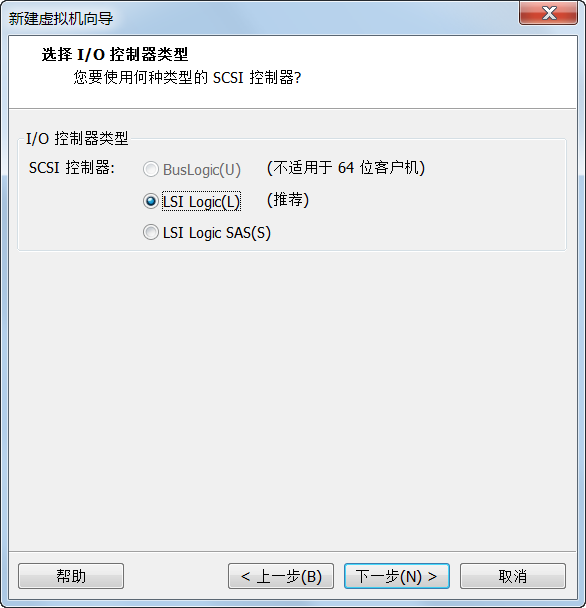 新建虚拟机向导
选择 I/O 控制器类型
您要使用何种类型的 SCSI 控制器?
I/O 控制器类型
SCSI 控制器: BusLogic(U) (不适用于 64 位客户机)
LSI Logic(L) (推荐)
LSI Logic SAS(S)
帮助 < 上一步(B) 下一步(N) > 取消